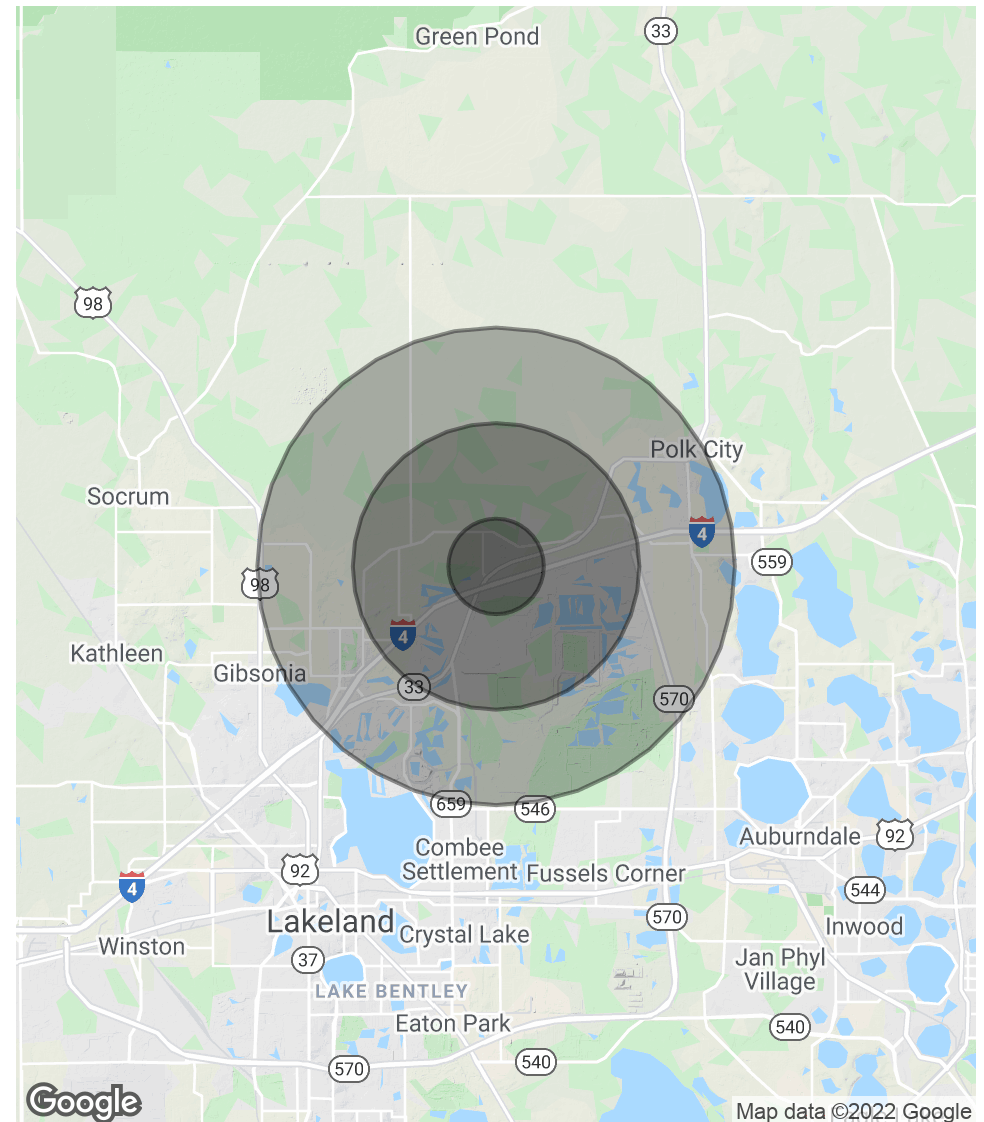 Green Pond
33
98
Polk City
Socrum
4
559
98
4
Kathleen
Gibsonia
33
570
659
546
Auburndale
92
Combee
Settlement
Fussels Corner
92
4
544
570
Lakeland
Inwood
Crystal Lake
Winston
37
Jan Phyl
Village
LAKE BENTLEY
Eaton Park
540
540
570
Google
Map data ©2022 Google